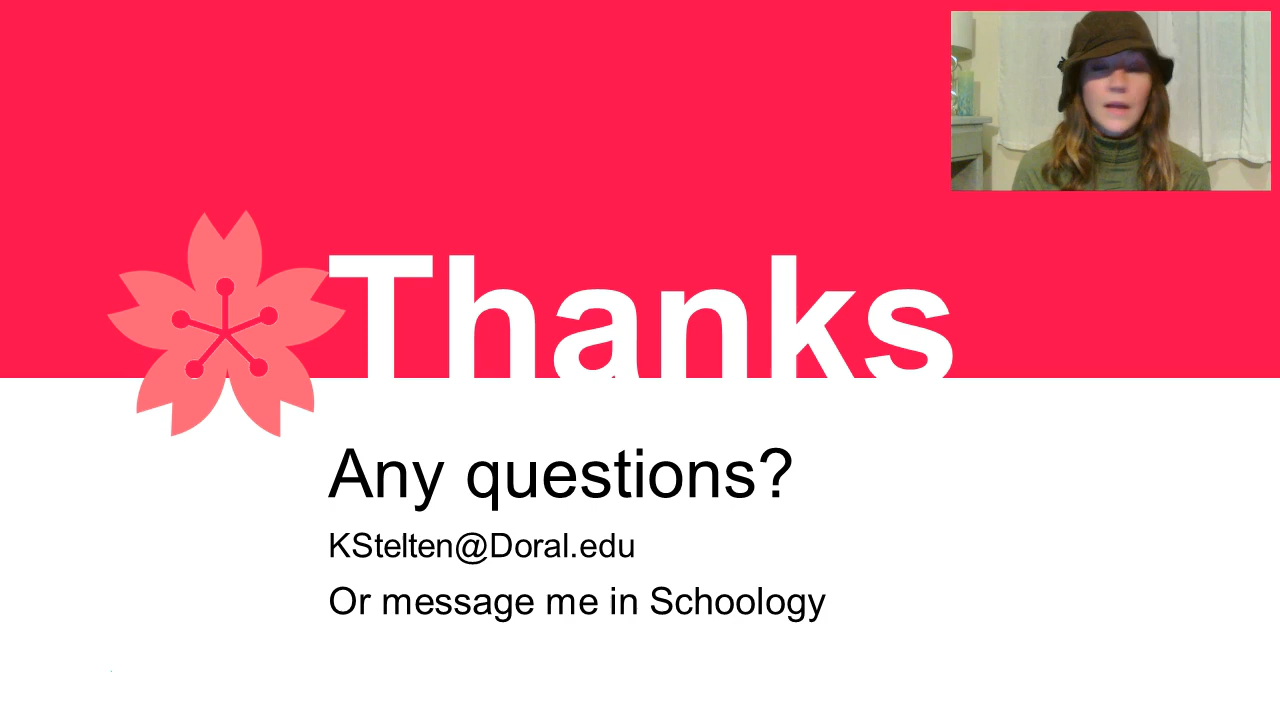 Thanks
Any questions?
KStelten@Doral.edu
Or message me in Schoology